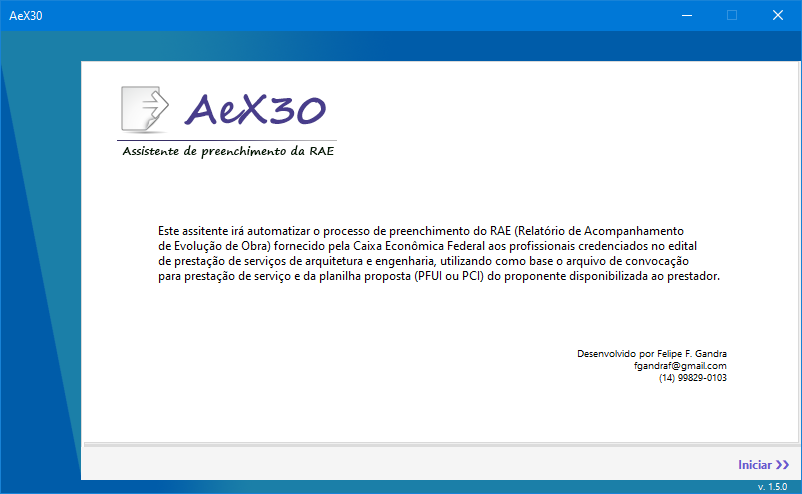 AeX30
AeX30
Assistente de preenchimento da RAE
Este assitente irá automatizar o processo de preenchimento do RAE (Relatório de Acompanhamento
de Evolução de Obra) fornecido pela Caixa Econômica Federal aos profissionais credenciados no edital
de prestação de serviços de arquitetura e engenharia, utilizando como base o arquivo de convocação
para prestação de serviço e da planilha proposta (PFUI ou PCI) do proponente disponibilizada ao prestador.
Desenvolvido por Felipe F. Gandra
fgandraf@gmail.com
(14) 99829-0103
Iniciar
v. 1.5.0